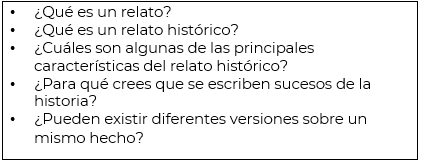 • ¿Qué es un relato?
• ¿Qué es un relato histórico?
• ¿Cuáles son algunas de las principales
características del relato histórico?
• ¿Para qué crees que se escriben sucesos de la
historia?
• ¿Pueden existir diferentes versiones sobre un
mismo hecho?